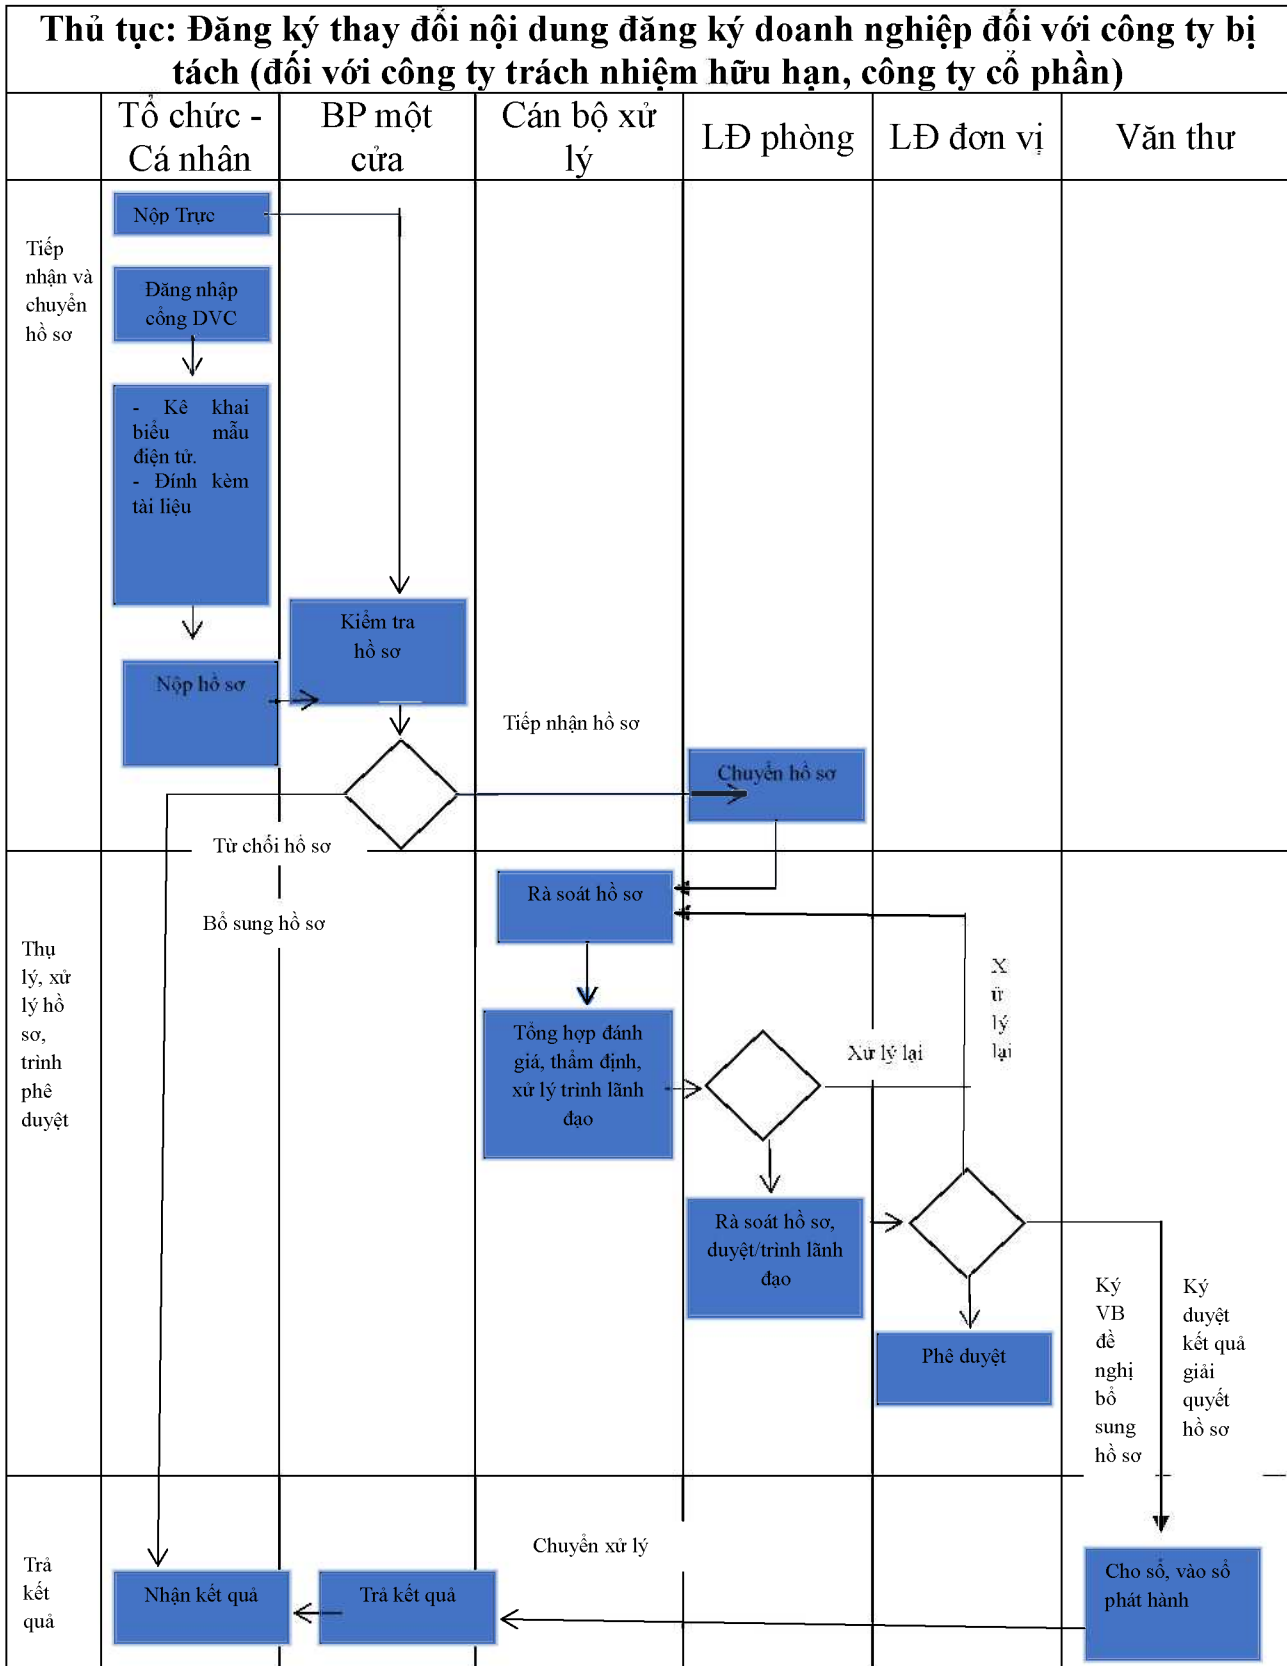 Thủ tục: Đăng ký thay đổi nội dung đăng ký doanh nghiệp đối với công ty bị
tách (đối với công ty trách nhiệm hữu hạn, công ty cổ phần)
Tổ chức -
Cá nhân
BP một
cửa
Cán bộ xử
lý
LĐ phòng
LĐ đơn vị
Văn thư
Tiếp
nhận và
chuyển
hồ sơ
Nộp Trực
Đăng nhập
cổng DVC
- Kê khai
biểu mẫu
điện tử.
- Đính kèm
tài liệu
Nộp hồ sơ
Kiểm tra
hồ sơ
Tiếp nhận hồ sơ
Chuyển hồ sơ
Từ chối hồ sơ
Bổ sung hồ sơ
Thụ
lý, xử
lý hồ
sơ,
trình
phê
duyệt
Rà soát hồ sơ
Tổng hợp đánh
giá, thẩm định,
xử lý trình lãnh
đạo
Xử lý lại
X
ử
lý
lại
Rà soát hồ sơ,
duyệt/trình lãnh
đạo
Phê duyệt
Ký
VB
đề
nghị
bổ
sung
hồ sơ
Ký
duyệt
kết quả
giải
quyết
hồ sơ
Trả
kết
quả
Nhận kết quả
Trả kết quả
Chuyển xử lý
Cho số, vào sổ
phát hành